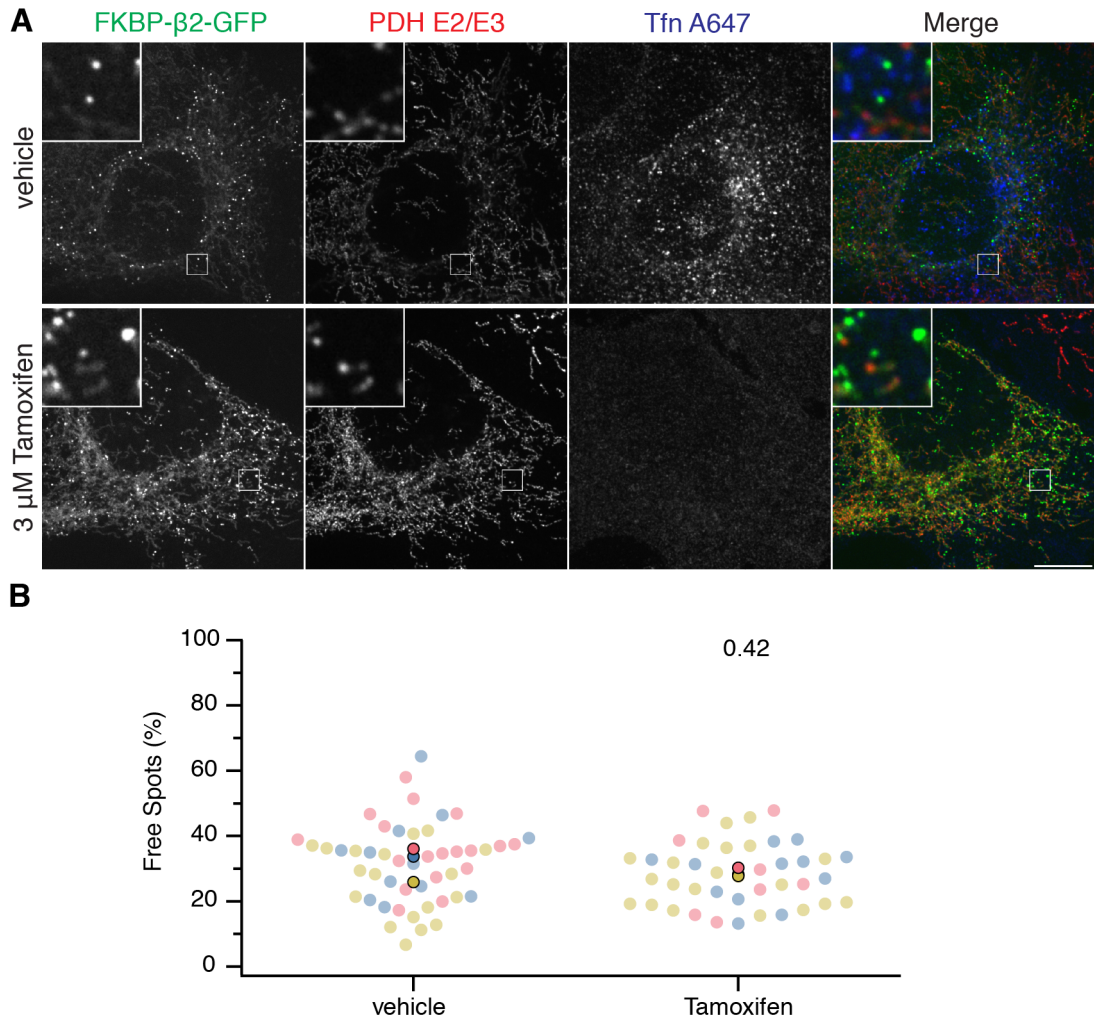 A
FKBP-β2-GFP
PDH E2/E3
Tfn A647
Merge
vehicle
3 µM Tamoxifen
B
0.42
Free Spots (%)
100
80
60
40
20
0
vehicle
Tamoxifen